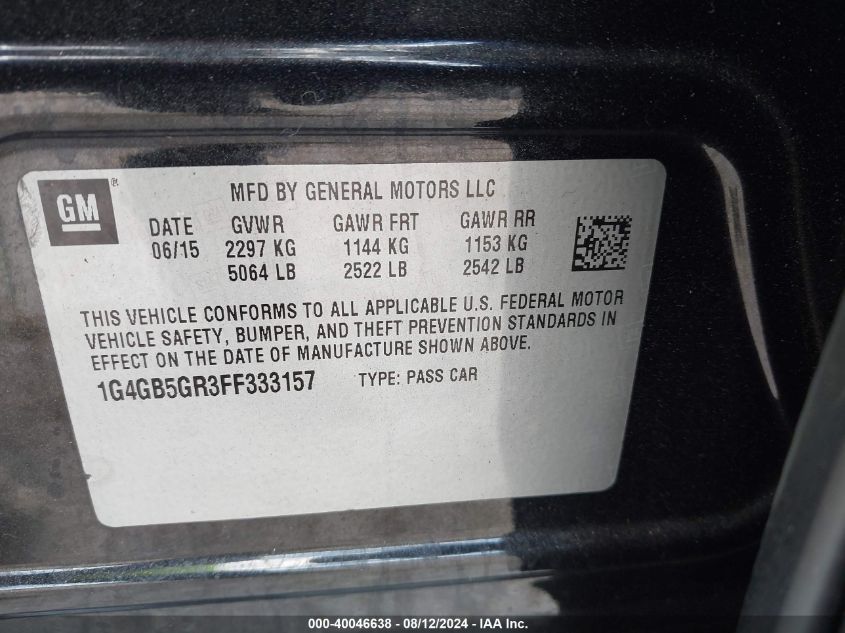 GM ®
MFD BY GENERAL MOTORS LLC
DATE GVWR GAWR FRT GAWR RR
06/15 2297 KG 1144 KG 1153 KG
5064 LB 2522 LB 2542 LB
THIS VEHICLE CONFORMS TO ALL APPLICABLE U.S. FEDERAL MOTOR
VEHICLE SAFETY, BUMPER, AND THEFT PREVENTION STANDARDS IN
EFFECT ON THE DATE OF MANUFACTURE SHOWN ABOVE.
1G4GB5GR3FF333157 TYPE: PASS CAR
000-40046638 - 08/12/2024 - IAA Inc.